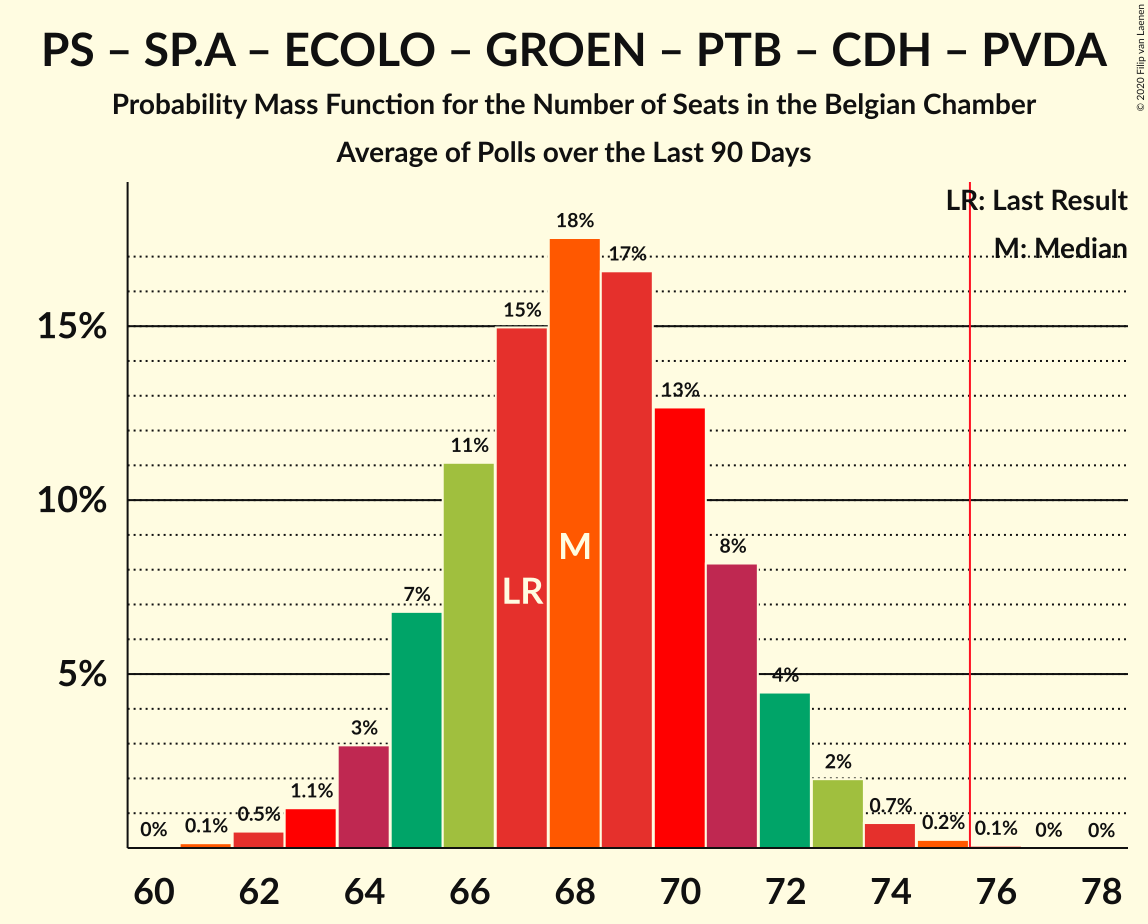 PS – SP.A – ECOLO – GROEN – PTB – CDH – PVDA
Probability Mass Function for the Number of Seats in the Belgian Chamber
Average of Polls over the Last 90 Days
© 2020 Filip van Laenen
LR: Last Result
M: Median
15%
10%
5%
0%
0.1%
0.5%
1.1%
3%
7%
11%
15%
18%
17%
13%
8%
4%
2%
0.7%
0.2%
0.1%
0%
0%
LR
M
60 62 64 66 68 70 72 74 76 78